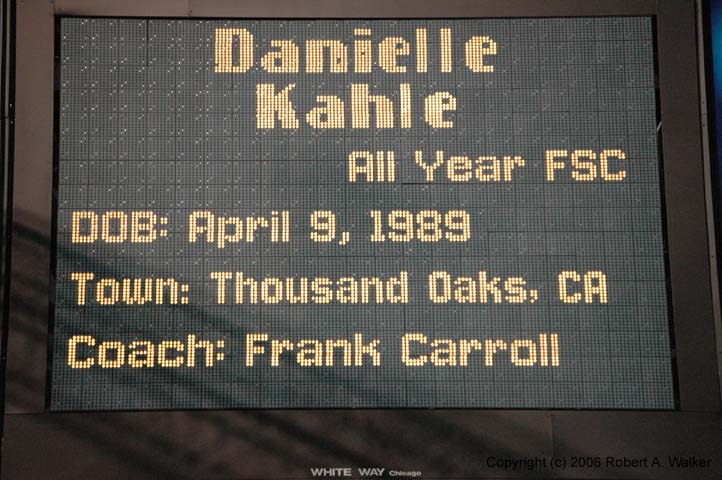 Danielle
Kahle
All Year FSC
DOB: April 9, 1989
Town: Thousand Oaks, CA
Coach: Frank Carroll
WHITE WAY Chicago
Copyright (c) 2006 Robert A. Walker